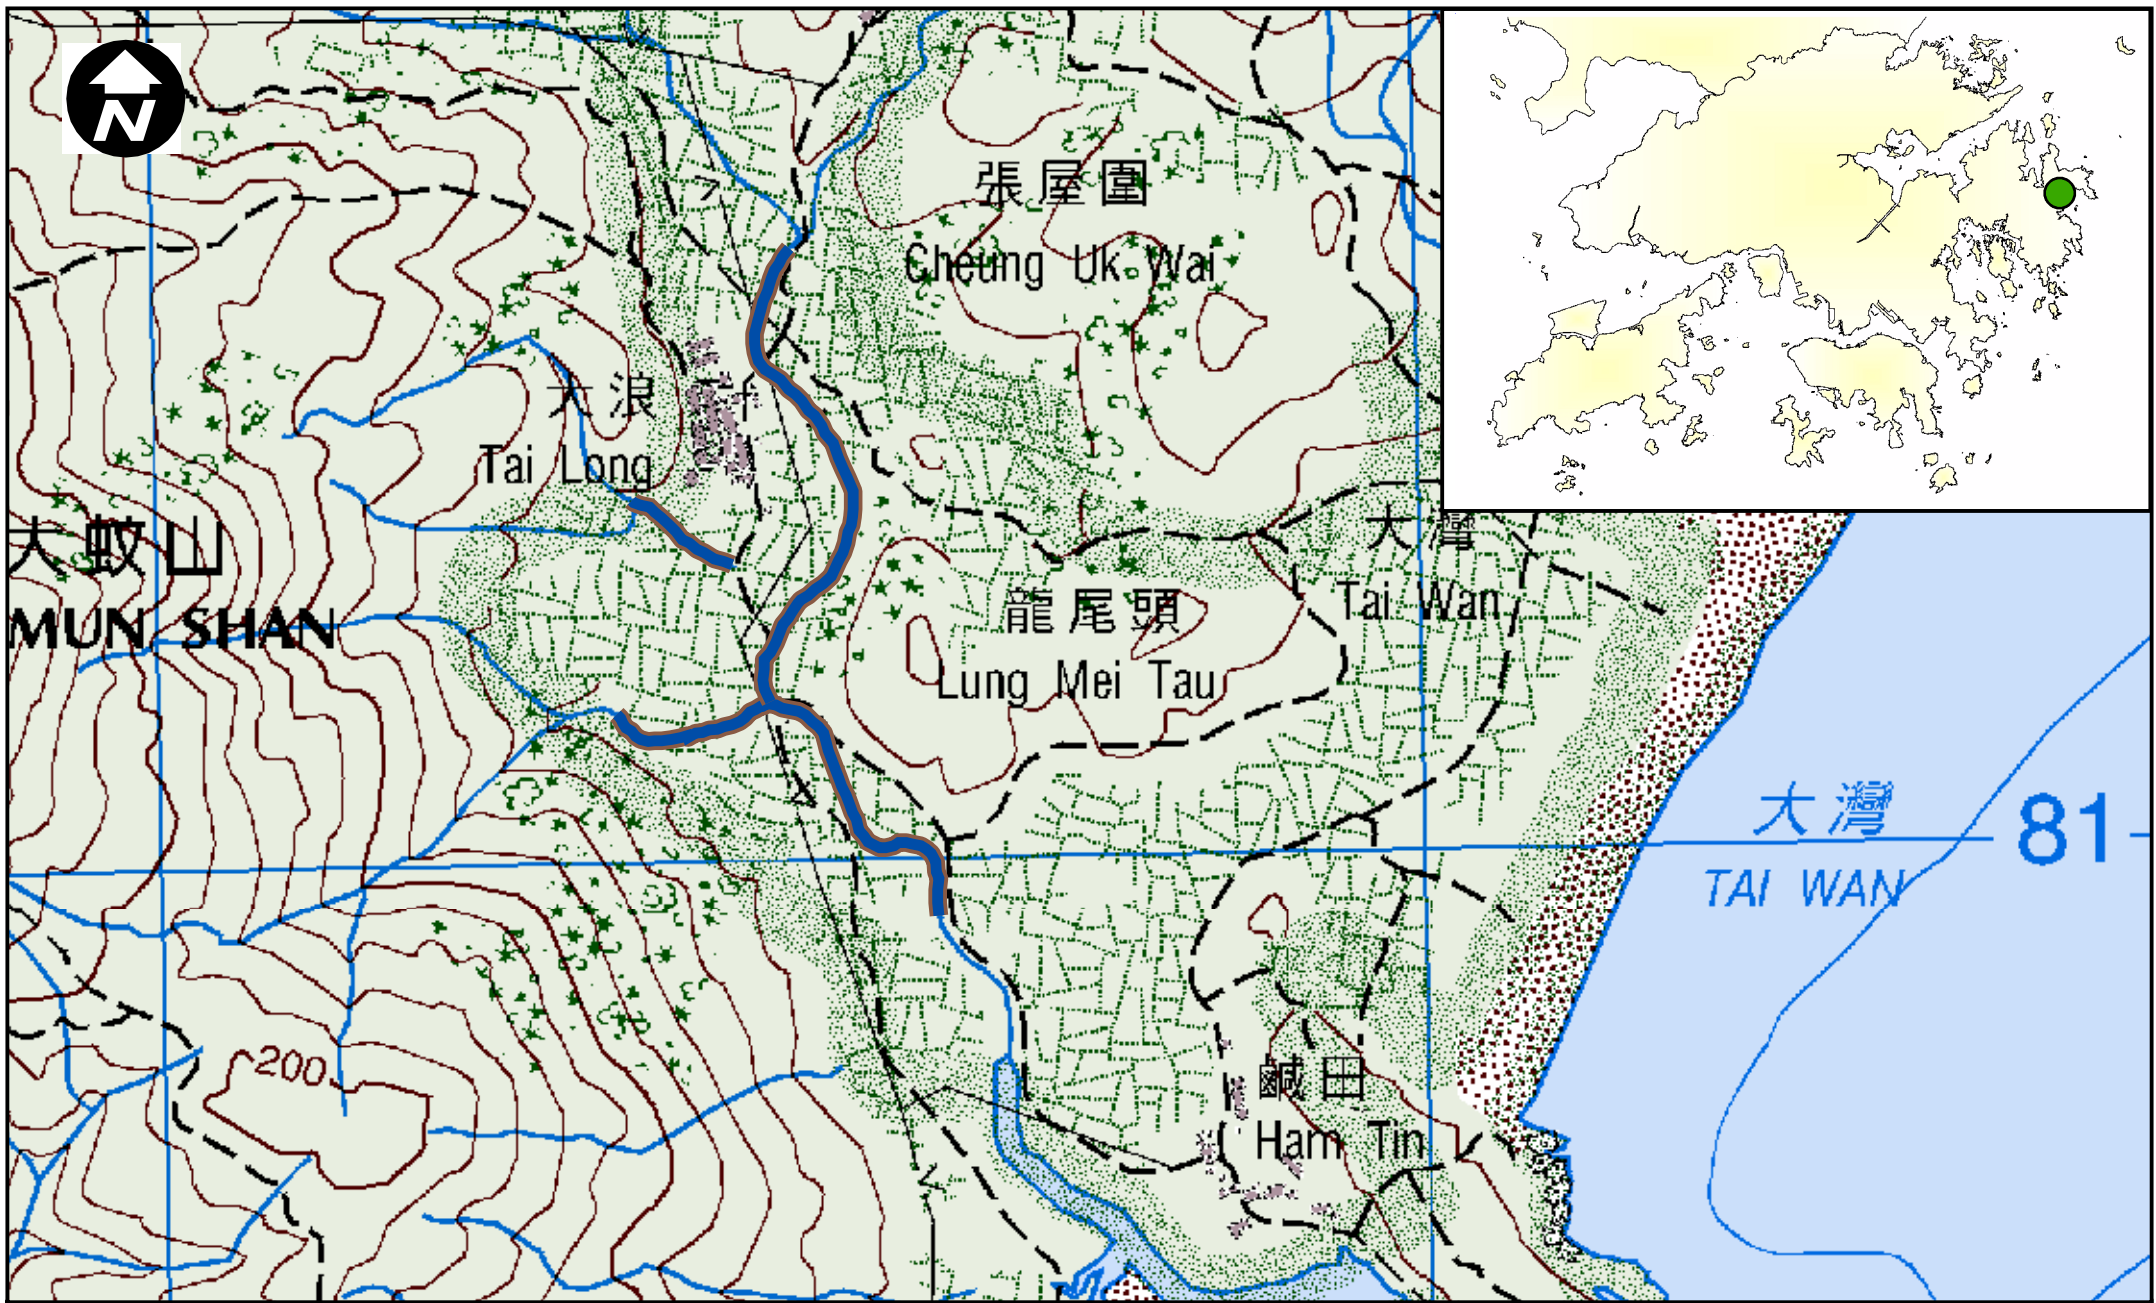 N
張屋圍
Cheung Uk Wai
大浪
Tai Long
大蚊山
MUN SHAN
大灣
Tai Wan
龍尾頭
Lung Mei Tau
大灣
81
TAI WAN
200
鹹田
Ham Tin